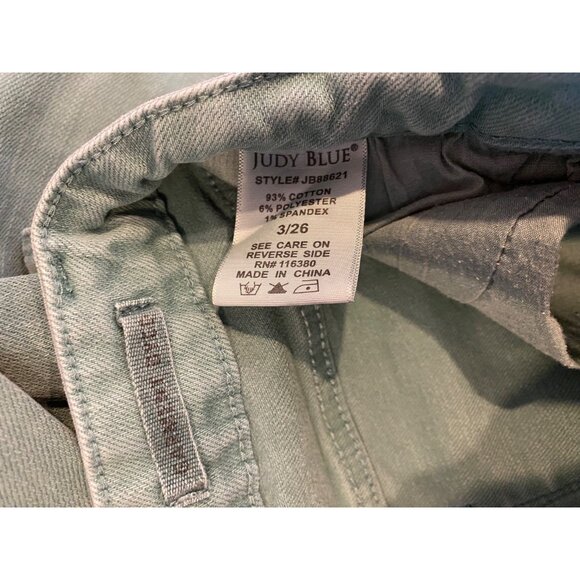 JUDY BLUE®
STYLE# JB88621
93% COTTON
6% POLYESTER
1% SPANDEX
3/26
SEE CARE ON
REVERSE SIDE
RN# 116380
MADE IN CHINA